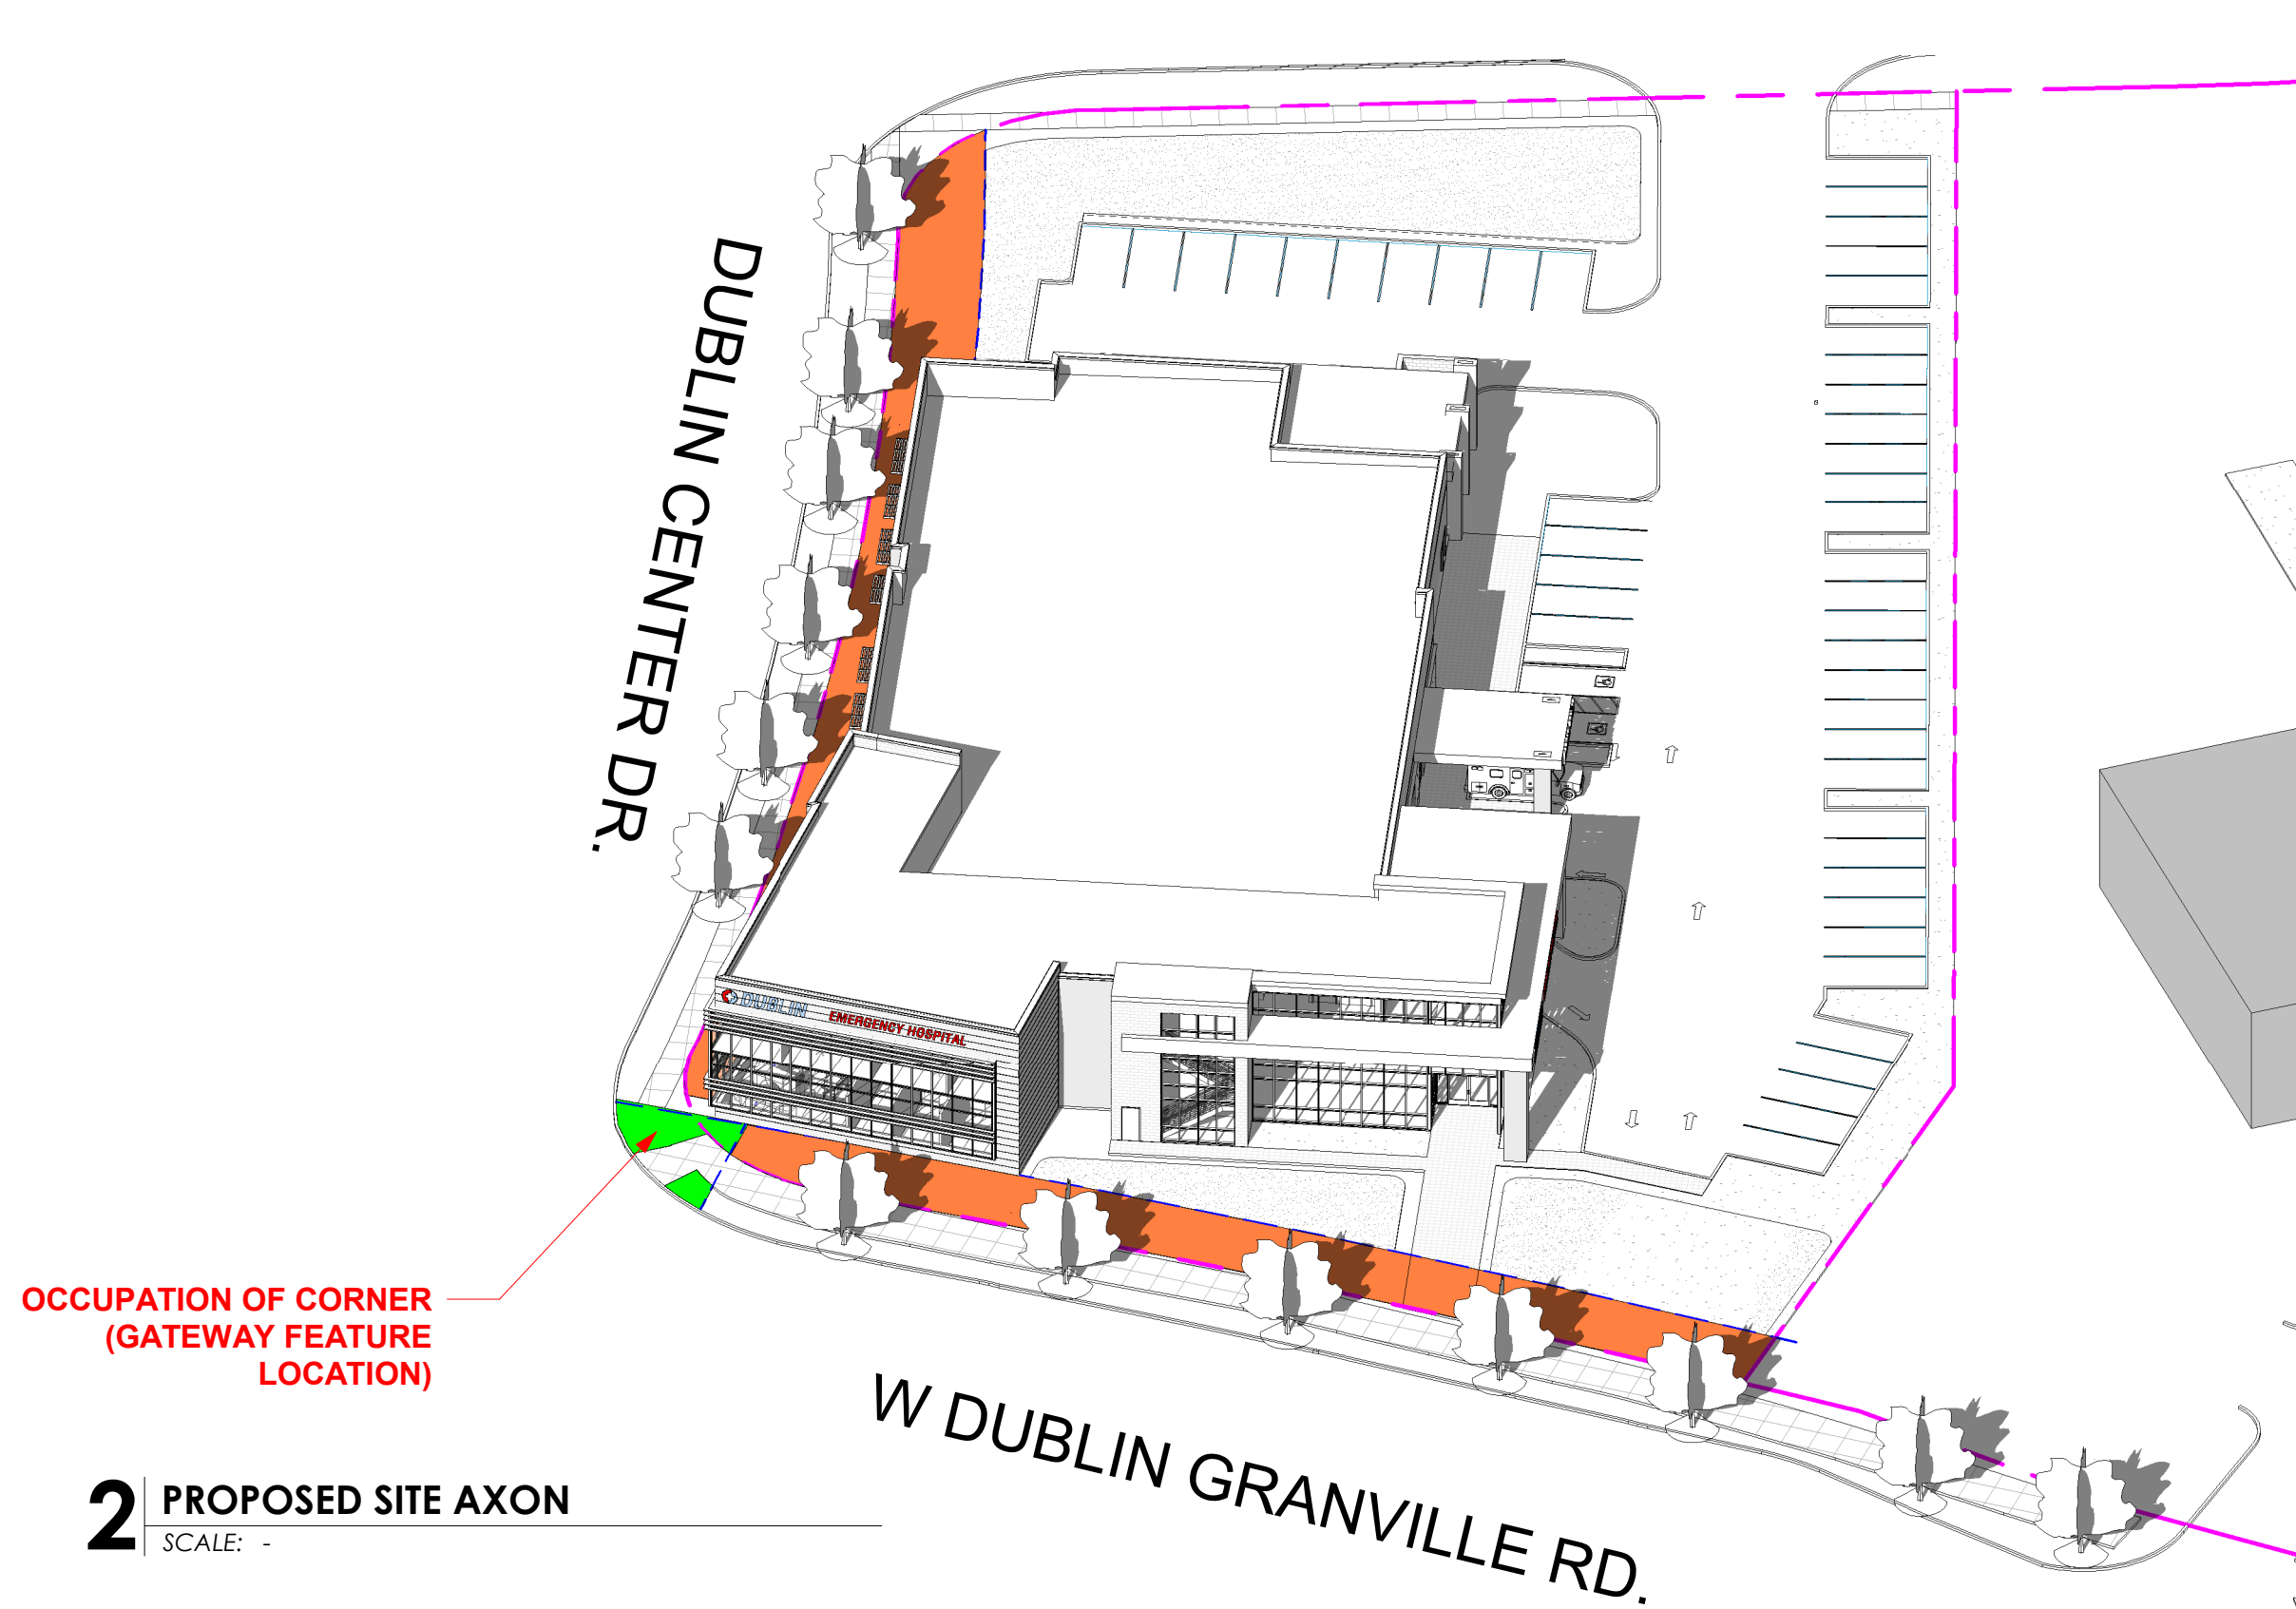 DUBLIN CENTER DR.
DUBLIN
EMERGENCY HOSPITAL
OCCUPATION OF CORNER
(GATEWAY FEATURE
LOCATION)
W DUBLIN GRANVILLE RD.
2
PROPOSED SITE AXON
SCALE: -